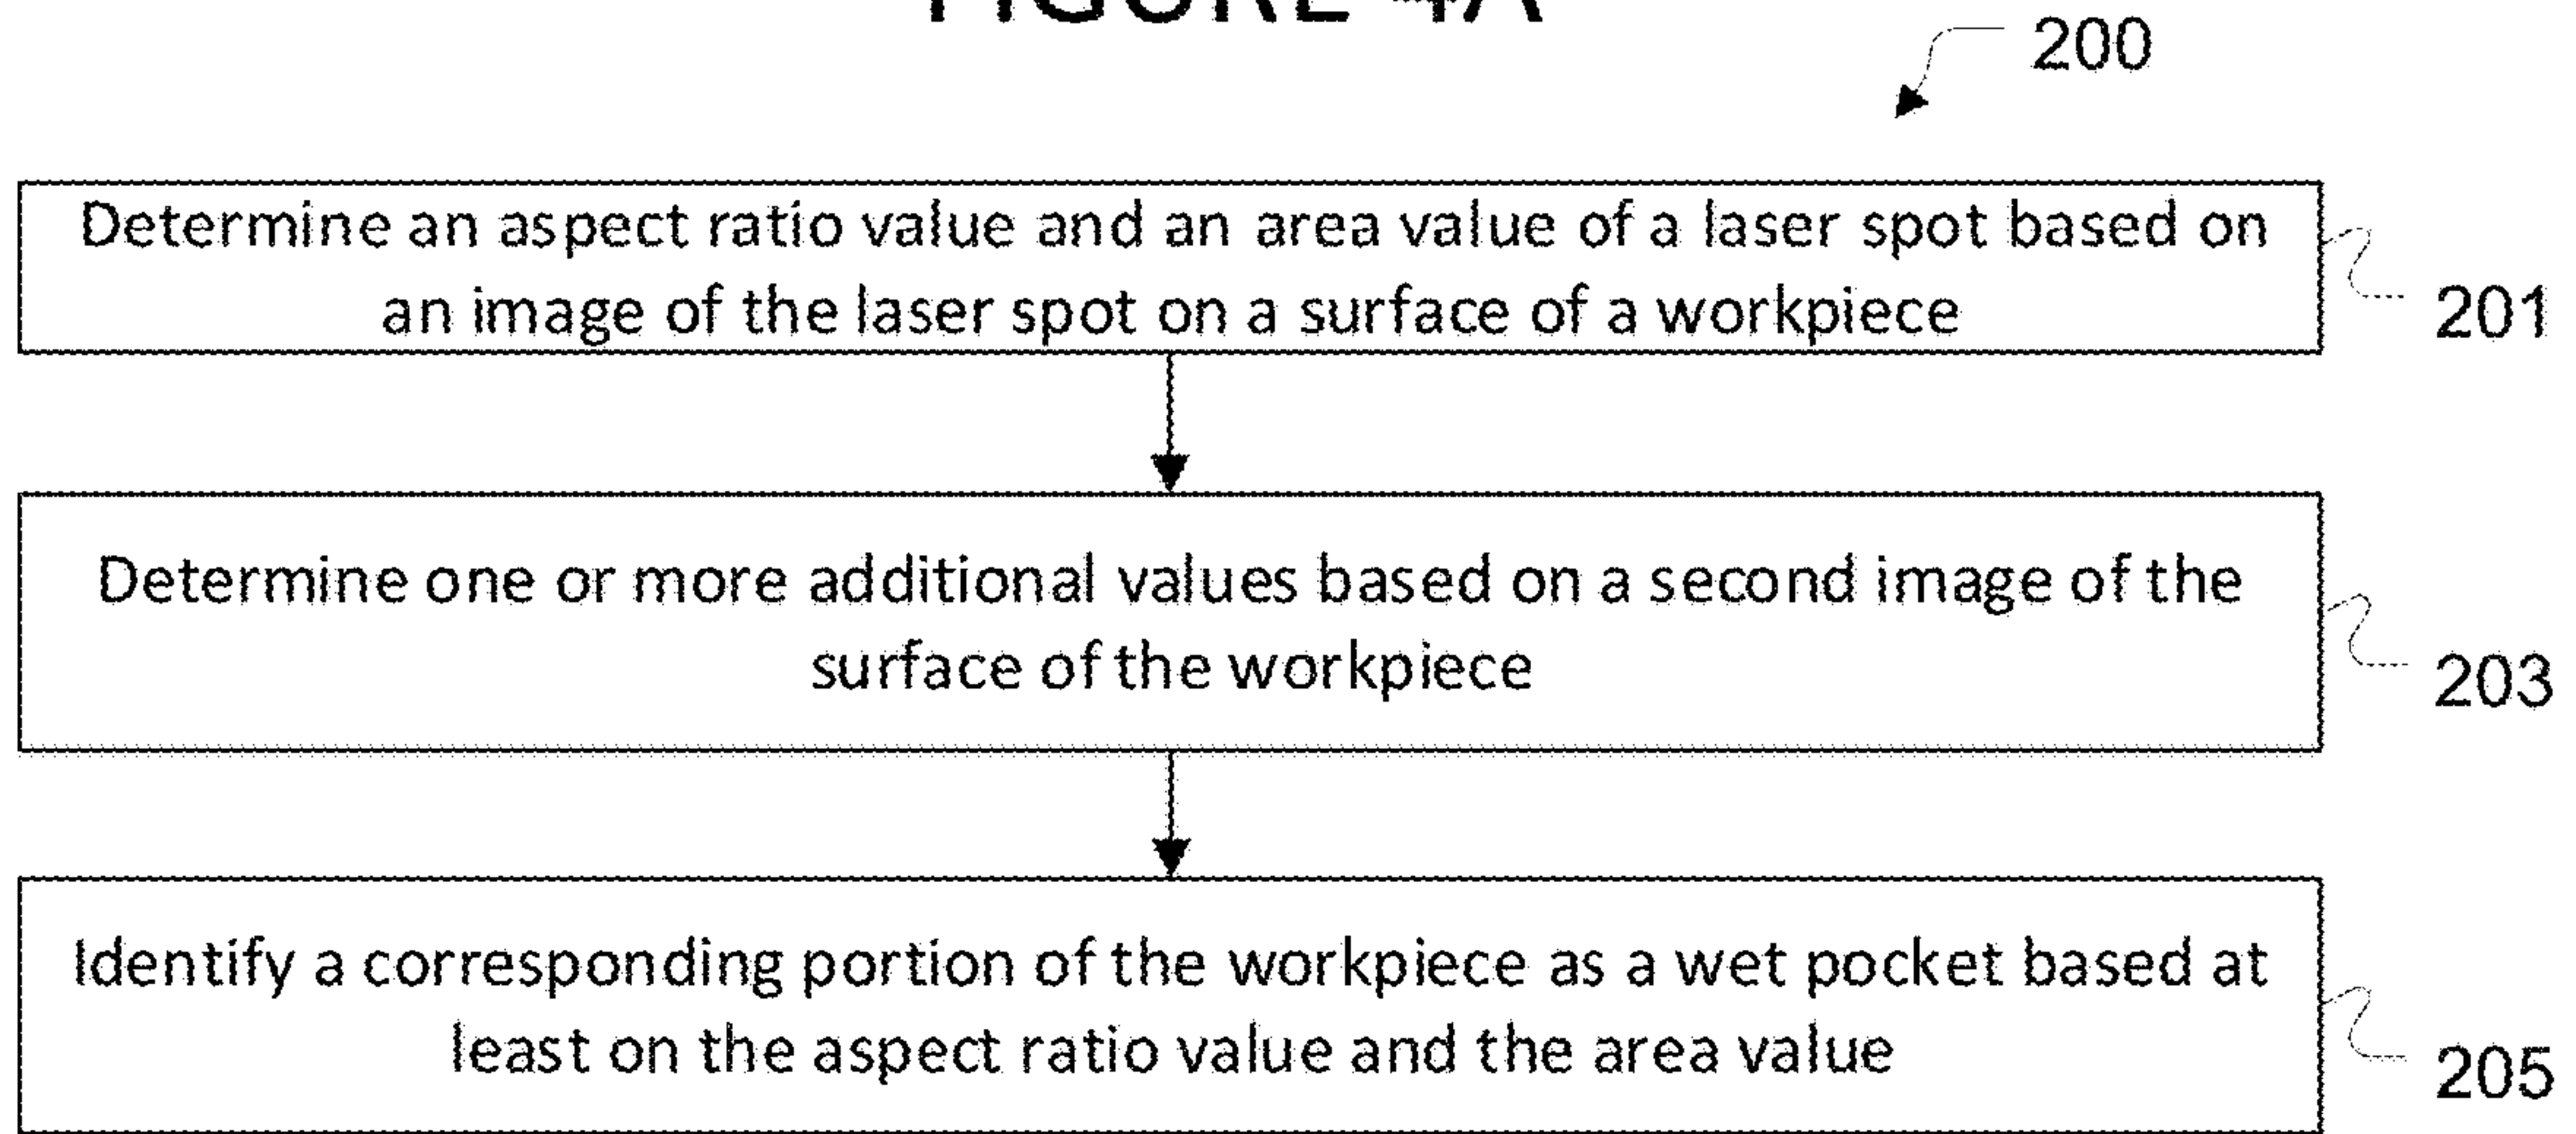 FIGURE 4A
200
Determine an aspect ratio value and an area value of a laser spot based on
an image of the laser spot on a surface of a workpiece
201
Determine one or more additional values based on a second image of the
surface of the workpiece
203
Identify a corresponding portion of the workpiece as a wet pocket based at
least on the aspect ratio value and the area value
205